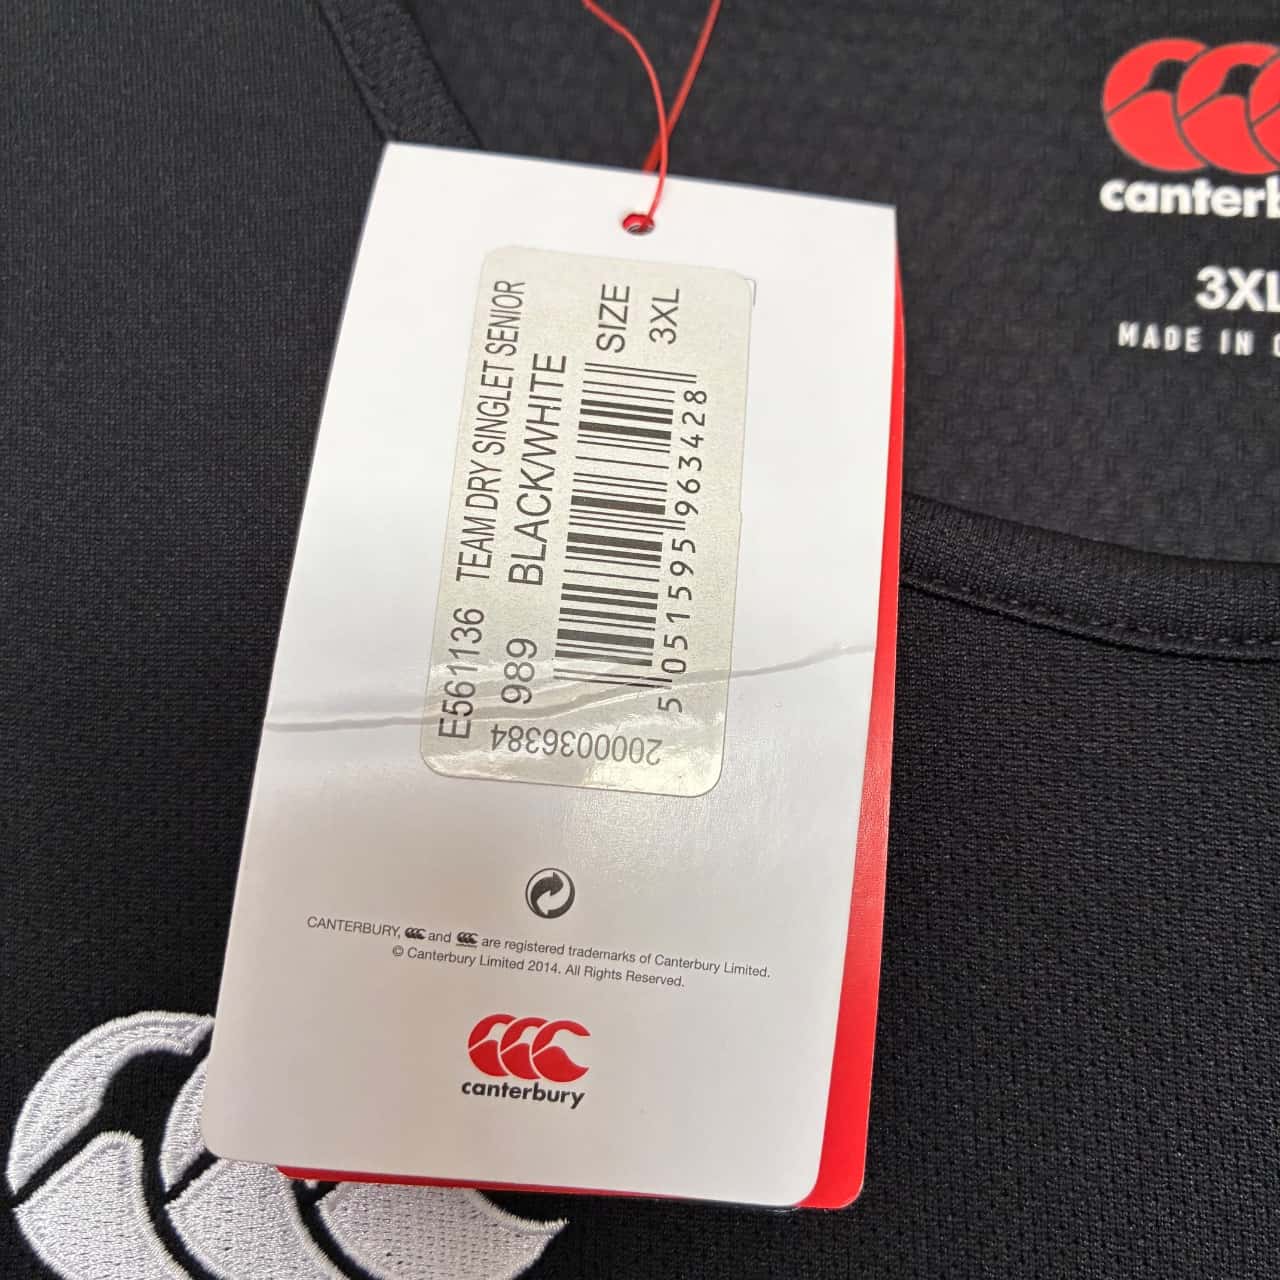 E561136 TEAM DRY SINGLET SENIOR
989 BLACK/WHITE
SIZE
3XL
5 051595 963428
2000036384
CANTERBURY, and are registered trademarks of Canterbury Limited.
© Canterbury Limited 2014. All Rights Reserved.
canterbury
canterb
3XL
MADE IN